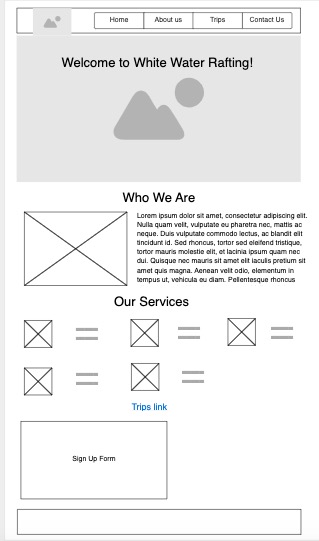 Home
About us
Trips
Contact Us
Welcome to White Water Rafting!
Who We Are
Lorem ipsum dolor sit amet, consectetur adipiscing elit.
Nulla quam velit, vulputate eu pharetra nec, mattis ac
neque. Duis vulputate commodo lectus, ac blandit elit
tincidunt id. Sed rhoncus, tortor sed eleifend tristique,
tortor mauris molestie elit, et lacinia ipsum quam nec
dui. Quisque nec mauris sit amet elit iaculis pretium sit
amet quis magna. Aenean velit odio, elementum in
tempus ut, vehicula eu diam. Pellentesque rhoncus
Our Services
Trips link
Sign Up Form